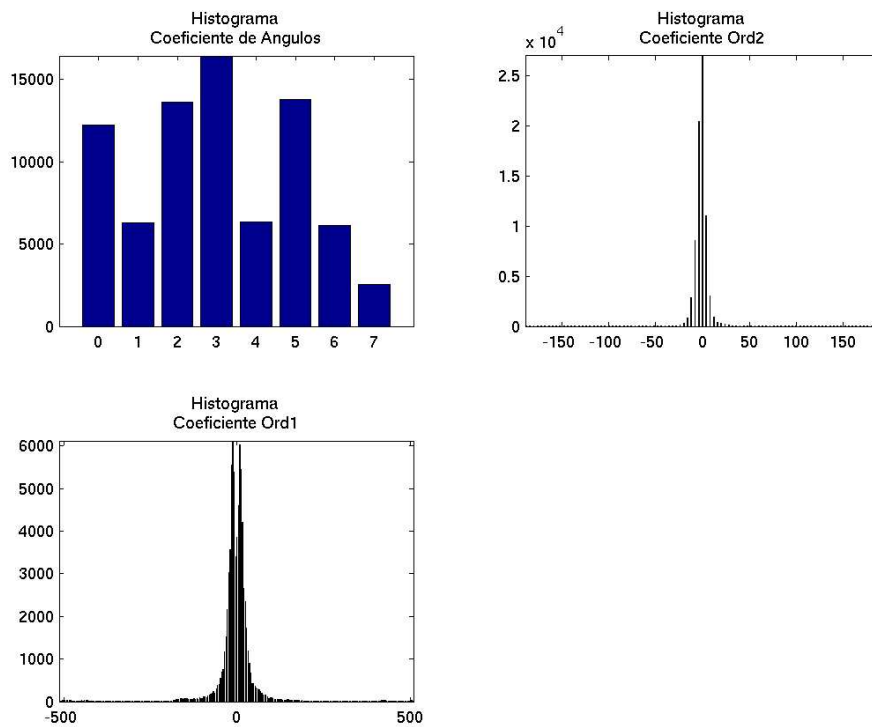 Histograma
Coeficiente de Angulos
15000
10000
5000
0
0 1 2 3 4 5 6 7
Histograma
Coeficiente Ord2
x 10^4
2.5
2
1.5
1
0.5
0
-150 -100 -50 0 50 100 150
Histograma
Coeficiente Ord1
6000
5000
4000
3000
2000
1000
0
-500 0 500